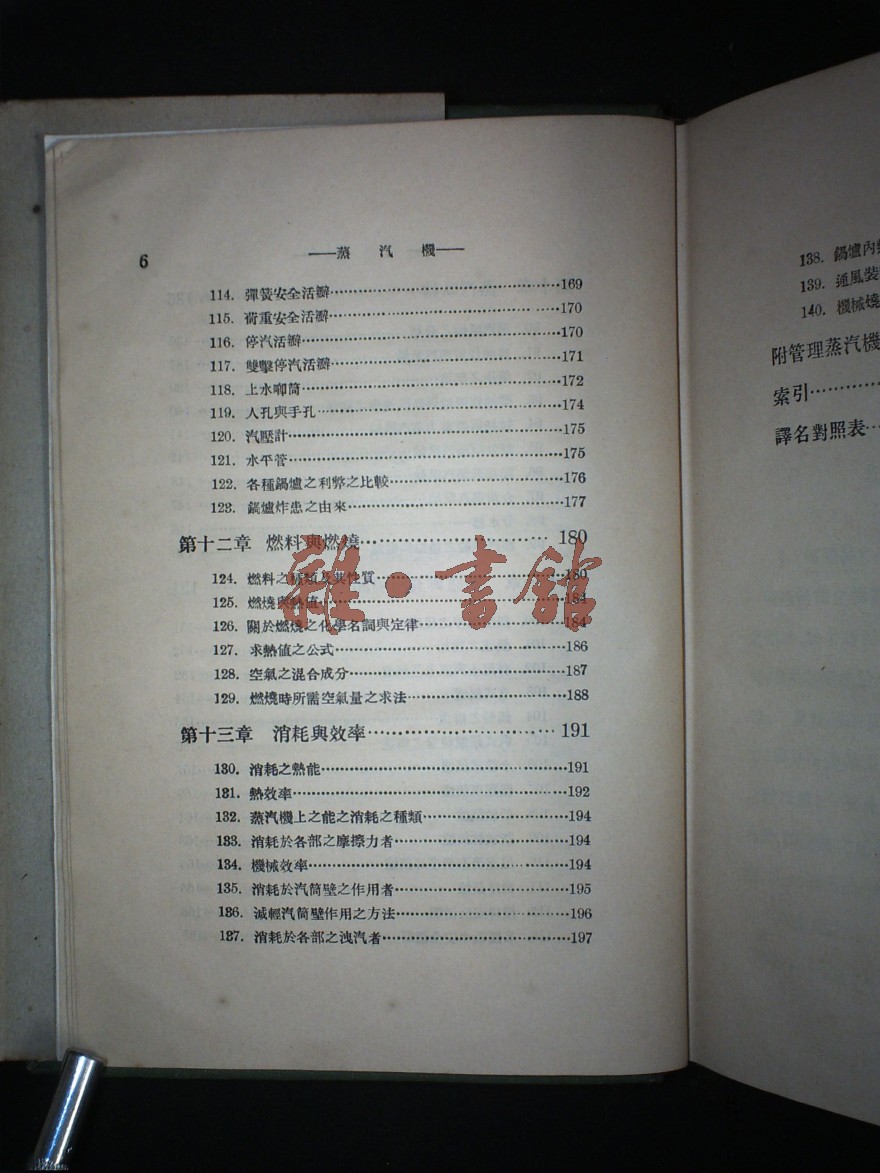 6
——蒸 汽 機——
114. 彈簧安全活瓣……169
115. 荷重安全活瓣……170
116. 停汽活瓣……170
117. 雙擊停汽活瓣……171
118. 上水唧筒……172
119. 人孔與手孔……174
120. 汽壓計……175
121. 水平管……175
122. 各種鍋爐之利弊之比較……176
123. 鍋爐炸患之由來……177
第十二章 燃料與燃燒……180
124. 燃料之種類及其性質……180
125. 燃燒與熱值……184
126. 關於燃燒之化學名詞與定律……184
127. 求熱值之公式……186
128. 空氣之混合成分……187
129. 燃燒時所需空氣量之求法……188
第十三章 消耗與效率……191
130. 消耗之熱能……191
131. 熱效率……192
132. 蒸汽機上之能之消耗之種類……194
133. 消耗於各部之摩擦力者……194
134. 機械效率……194
135. 消耗於汽筒壁之作用者……195
136. 減輕汽筒壁作用之方法……196
137. 消耗於各部之洩汽者……197
雜·書館
138. 鍋爐內
139. 通風裝
140. 機械燒
附管理蒸汽機
索引……
譯名對照表…